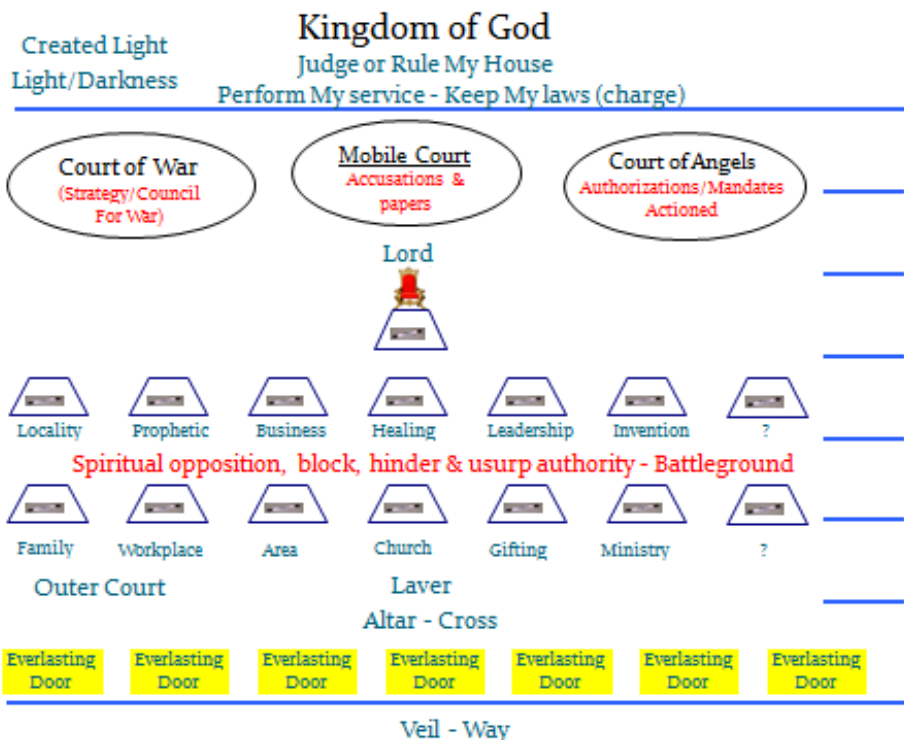 Kingdom of God
Created Light
Light/Darkness
Judge or Rule My House
Perform My service - Keep My laws (charge)
Court of War
(Strategy/Council
For War)
Mobile Court
Accusations &
papers
Court of Angels
Authorizations/Mandates
Actioned
Lord
Locality Prophetic Business Healing Leadership Invention ?
Spiritual opposition, block, hinder & usurp authority - Battleground
Family Workplace Area Church Gifting Ministry ?
Outer Court Laver
Altar - Cross
Everlasting Everlasting Everlasting Everlasting Everlasting Everlasting Everlasting
Door Door Door Door Door Door Door
Veil - Way